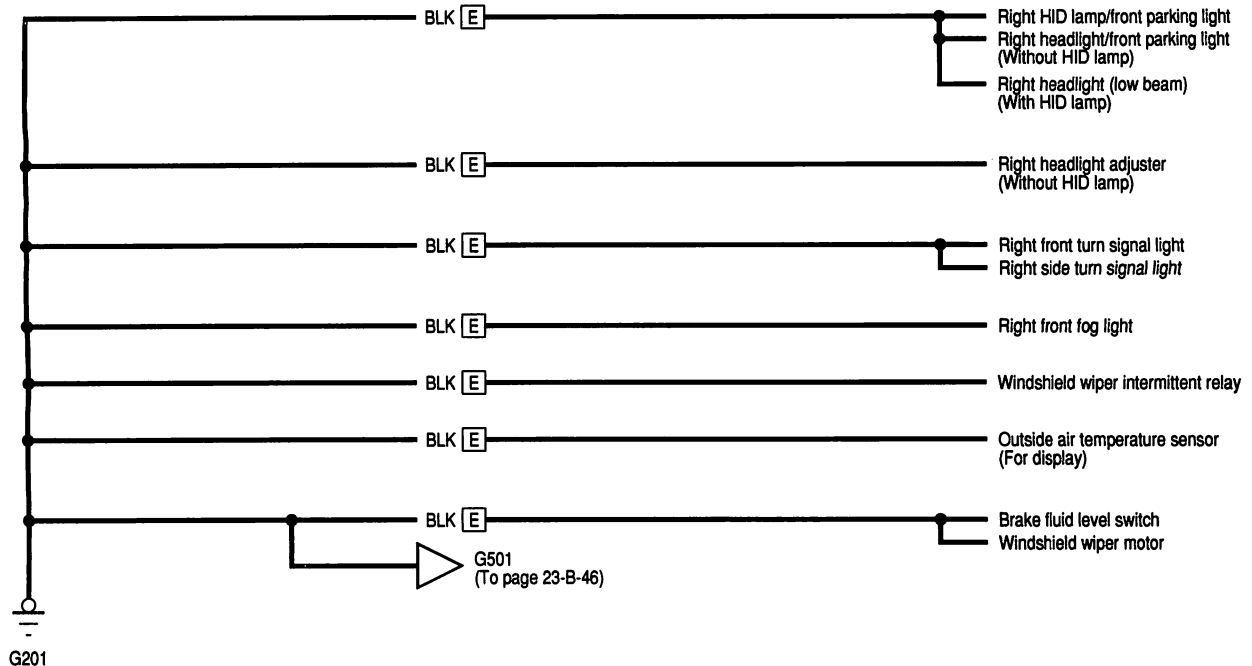 BLK E Right HID lamp/front parking light
Right headlight/front parking light
(Without HID lamp)
Right headlight (low beam)
(With HID lamp)
BLK E Right headlight adjuster
(Without HID lamp)
BLK E Right front turn signal light
Right side turn signal light
BLK E Right front fog light
BLK E Windshield wiper intermittent relay
BLK E Outside air temperature sensor
(For display)
BLK E Brake fluid level switch
Windshield wiper motor
G501
(To page 23-B-46)
G201